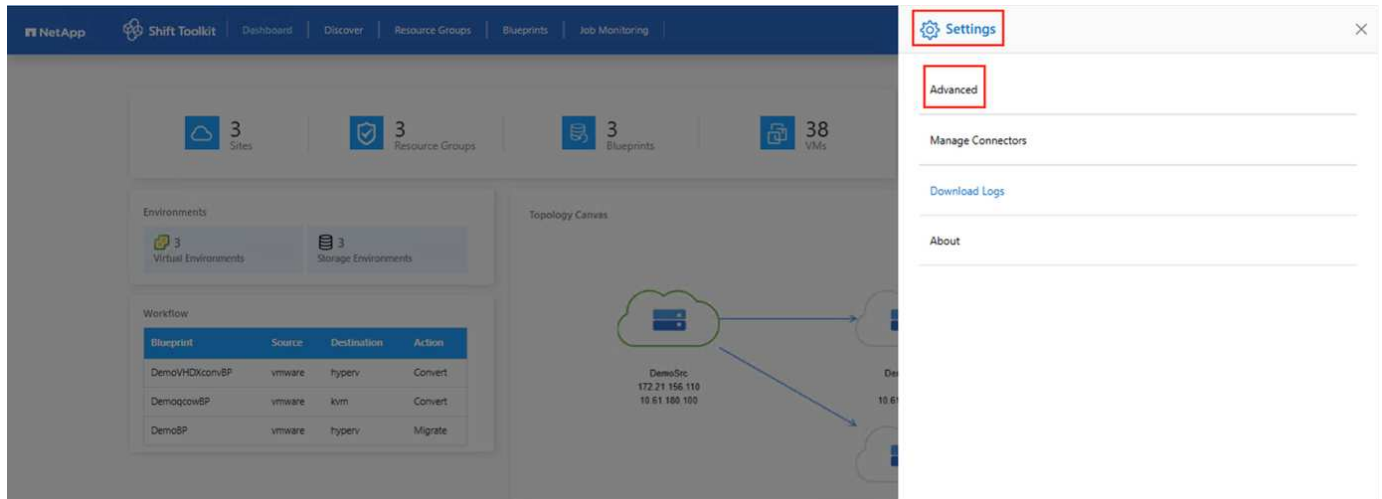 NetApp Shift Toolkit Dashboard Discover Resource Groups Blueprints Job Monitoring
Settings
Advanced
Manage Connectors
Download Logs
About
3
Sites
3
Resource Groups
3
Blueprints
38
VMs
Environments
3
Virtual Environments
3
Storage Environments
Workflow
Blueprint Source Destination Action
DemoVHDXconvBP vmware hyperv Convert
DemoqcowBP vmware kvm Convert
DemoBP vmware hyperv Migrate
Topology Canvas
DemoSrc
172.21.156.110
10.61.180.100